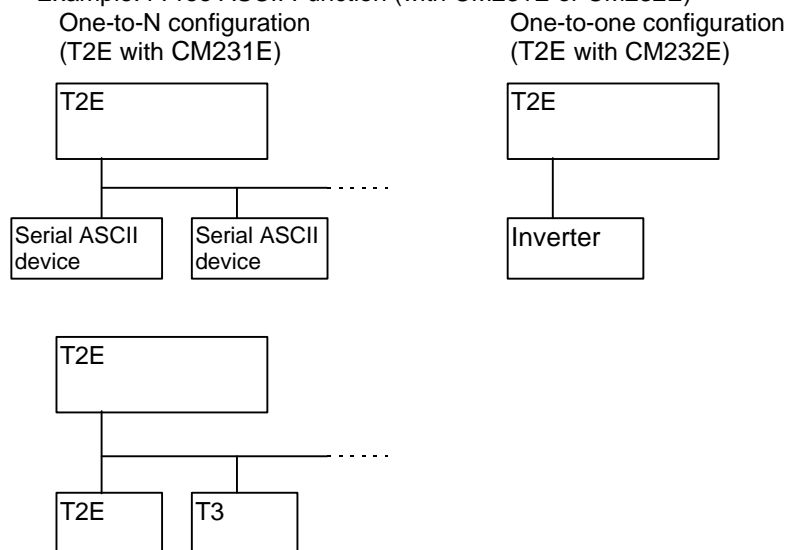 One-to-N configuration
(T2E with CM231E)
One-to-one configuration
(T2E with CM232E)
T2E
T2E
Serial ASCII
device
Serial ASCII
device
Inverter
T2E
T2E
T3